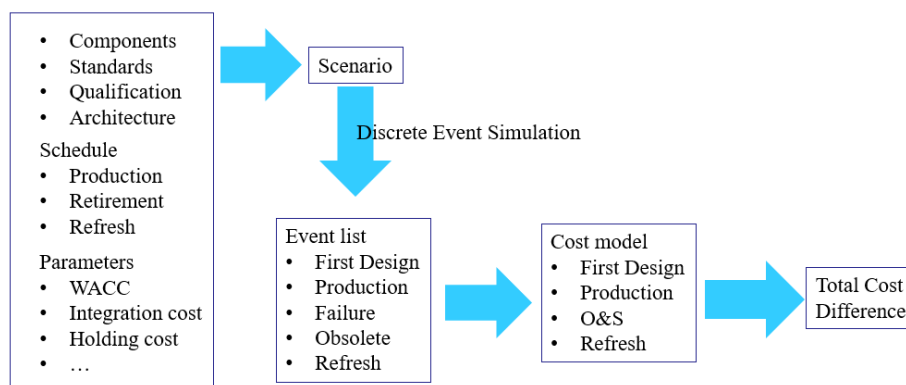 • Components
• Standards
• Qualification
• Architecture
Schedule
• Production
• Retirement
• Refresh
Parameters
• WACC
• Integration cost
• Holding cost
• …
Scenario
Discrete Event Simulation
Event list
• First Design
• Production
• Failure
• Obsolete
• Refresh
Cost model
• First Design
• Production
• O&S
• Refresh
Total Cost
Difference